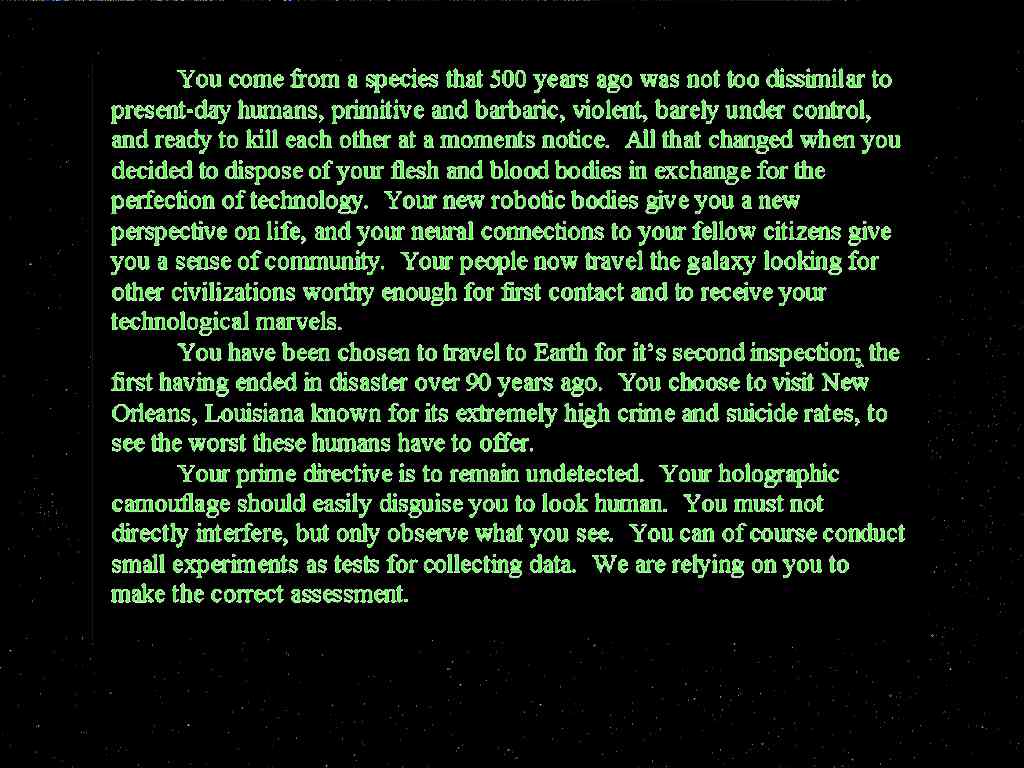 You come from a species that 500 years ago was not too dissimilar to
present-day humans, primitive and barbaric, violent, barely under control,
and ready to kill each other at a moments notice. All that changed when you
decided to dispose of your flesh and blood bodies in exchange for the
perfection of technology. Your new robotic bodies give you a new
perspective on life, and your neural connections to your fellow citizens give
you a sense of community. Your people now travel the galaxy looking for
other civilizations worthy enough for first contact and to receive your
technological marvels.
You have been chosen to travel to Earth for it's second inspection; the
first having ended in disaster over 90 years ago. You choose to visit New
Orleans, Louisiana known for its extremely high crime and suicide rates, to
see the worst these humans have to offer.
Your prime directive is to remain undetected. Your holographic
camouflage should easily disguise you to look human. You must not
directly interfere, but only observe what you see. You can of course conduct
small experiments as tests for collecting data. We are relying on you to
make the correct assessment.